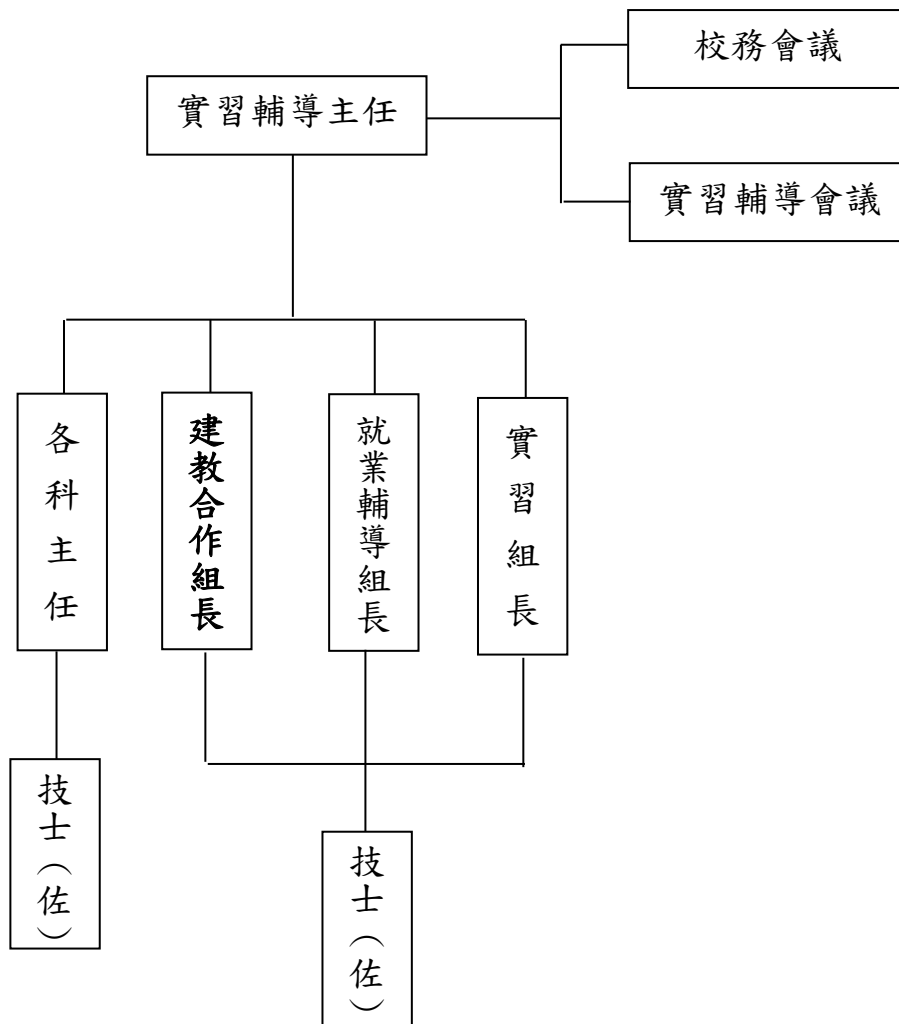 校務會議
實習輔導主任
實習輔導會議
各科主任
建教合作組長
就業輔導組長
實習組長
技士（佐）
技士（佐）